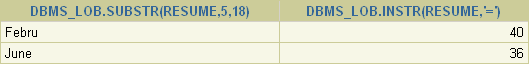 DBMS_LOB.SUBSTR(RESUME,5,18) DBMS_LOB.INSTR(RESUME,'=')
Febru 40
June 36